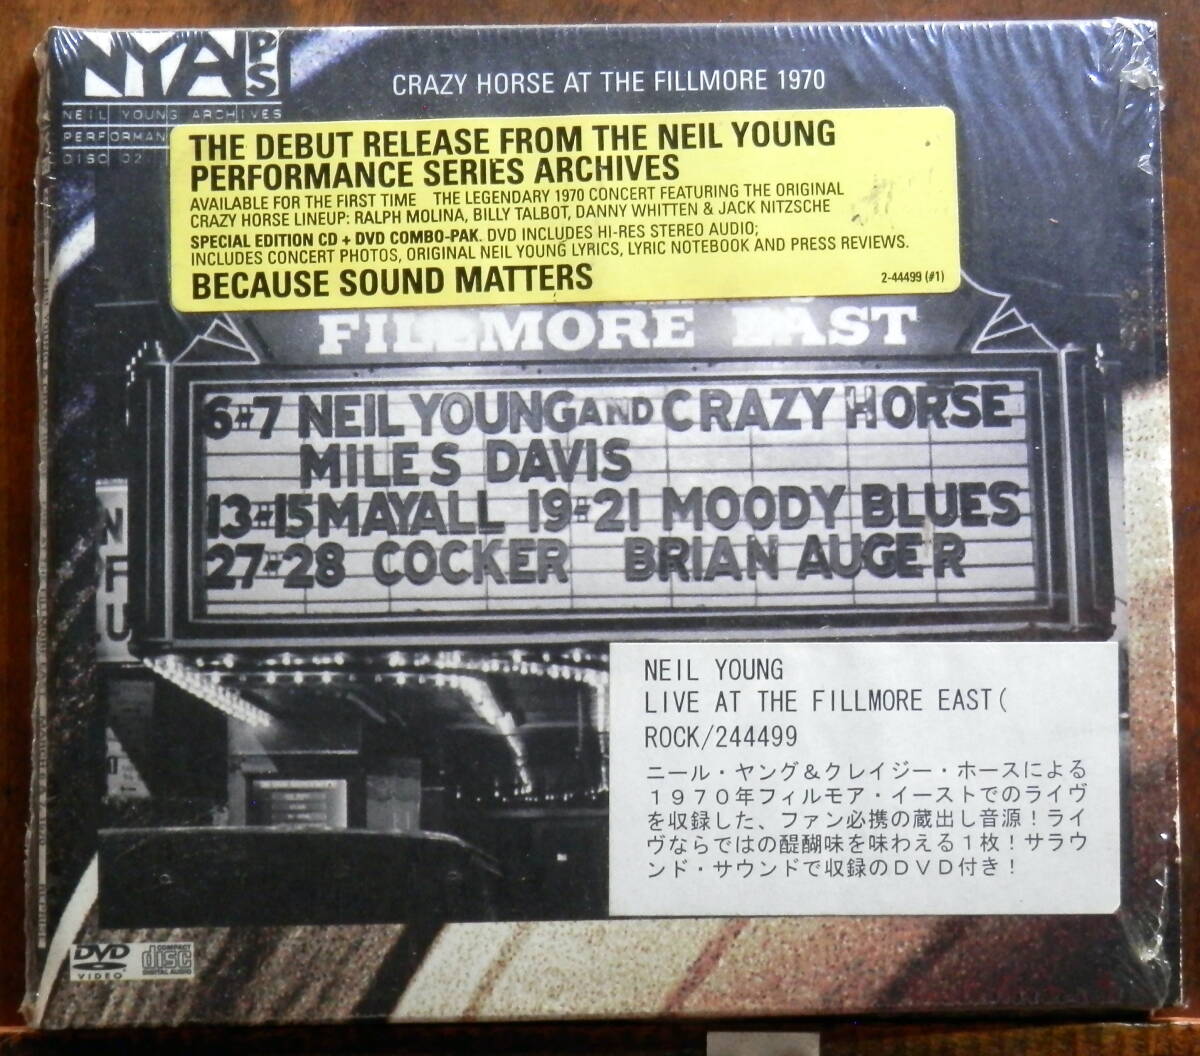 NYA PS
CRAZY HORSE AT THE FILLMORE 1970
NEIL YOUNG ARCHIVES
PERFORMAN
DISC 02
THE DEBUT RELEASE FROM THE NEIL YOUNG
PERFORMANCE SERIES ARCHIVES
AVAILABLE FOR THE FIRST TIME THE LEGENDARY 1970 CONCERT FEATURING THE ORIGINAL
CRAZY HORSE LINEUP: RALPH MOLINA, BILLY TALBOT, DANNY WHITTEN & JACK NITZSCHE
SPECIAL EDITION CD + DVD COMBO-PAK. DVD INCLUDES HI-RES STEREO AUDIO;
INCLUDES CONCERT PHOTOS, ORIGINAL NEIL YOUNG LYRICS, LYRIC NOTEBOOK AND PRESS REVIEWS.
BECAUSE SOUND MATTERS
2-44499 (#1)
FILLMORE EAST
6-7 NEIL YOUNG AND CRAZY HORSE
MILES DAVIS
13-15 MAYALL 19-21 MOODY BLUES
27-28 COCKER BRIAN AUGER
N
F
U
NEIL YOUNG
LIVE AT THE FILLMORE EAST(
ROCK/244499
ニール・ヤング&クレイジー・ホースによる
1970年フィルモア・イーストでのライヴ
を収録した、ファン必携の蔵出し音源!ライ
ヴならではの醍醐味を味わえる1枚!サラウ
ンド・サウンドで収録のDVD付き!
DVD
VIDEO
COMPACT
disc
DIGITAL AUDIO